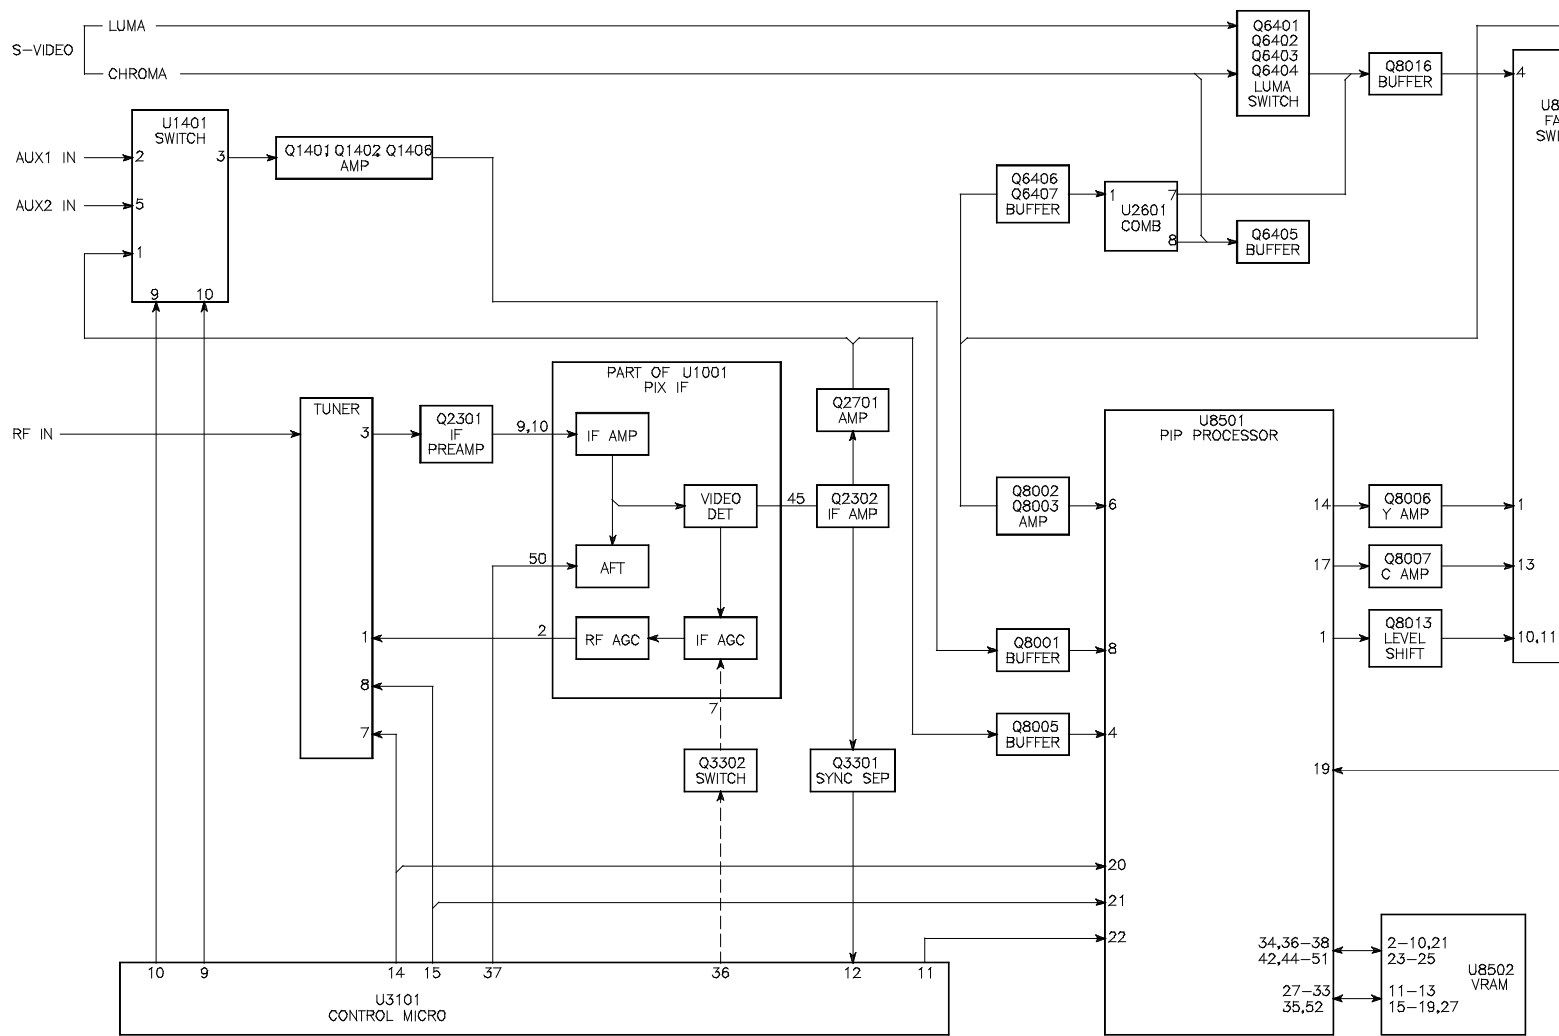 LUMA
S-VIDEO
CHROMA
Q6401
Q6402
Q6403
Q6404
LUMA
SWITCH
Q8016
BUFFER
4
U8
FA
SWI
U1401
SWITCH
AUX1 IN
2
3
AUX2 IN
5
1
9
10
Q1401, Q1402, Q1406
AMP
Q6406
Q6407
BUFFER
1
7
U2601
COMB
8
Q6405
BUFFER
PART OF U1001
PIX IF
RF IN
TUNER
3
Q2301
IF
PREAMP
9,10
IF AMP
VIDEO
DET
45
50
AFT
1
2
RF AGC
IF AGC
8
7
7
Q2701
AMP
Q2302
IF AMP
Q3302
SWITCH
Q3301
SYNC SEP
Q8002
Q8003
AMP
Q8001
BUFFER
Q8005
BUFFER
U8501
PIP PROCESSOR
6
14
17
1
8
4
19
20
21
22
34,36-38
42,44-51
27-33
35,52
Q8006
Y AMP
1
Q8007
C AMP
13
Q8013
LEVEL
SHIFT
10,11
2-10,21
23-25
U8502
VRAM
11-13
15-19,27
10
9
14
15
37
36
12
11
U3101
CONTROL MICRO